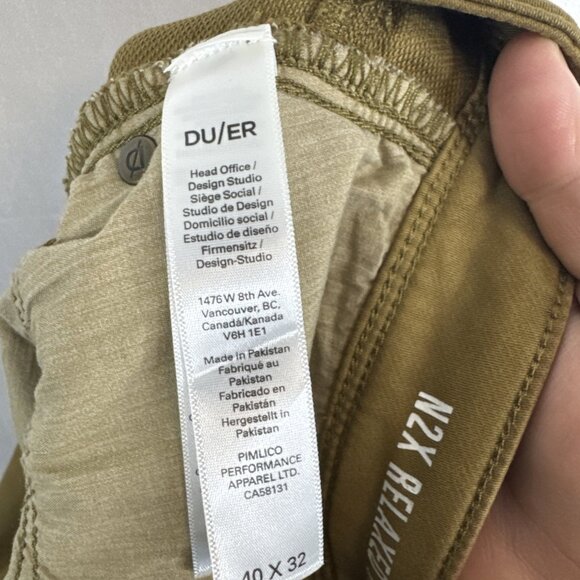 DU/ER
Head Office /
Design Studio
Siège Social /
Studio de Design
Domicilio social /
Estudio de diseño
Firmensitz /
Design-Studio
1476 W 8th Ave.
Vancouver, BC,
Canadá/Kanada
V6H 1E1
Made in Pakistan
Fabriqué au
Pakistan
Fabricado en
Pakistan
Hergestellt in
Pakistan
PIMLICO
PERFORMANCE
APPAREL LTD.
CA58131
40 X 32
N2X